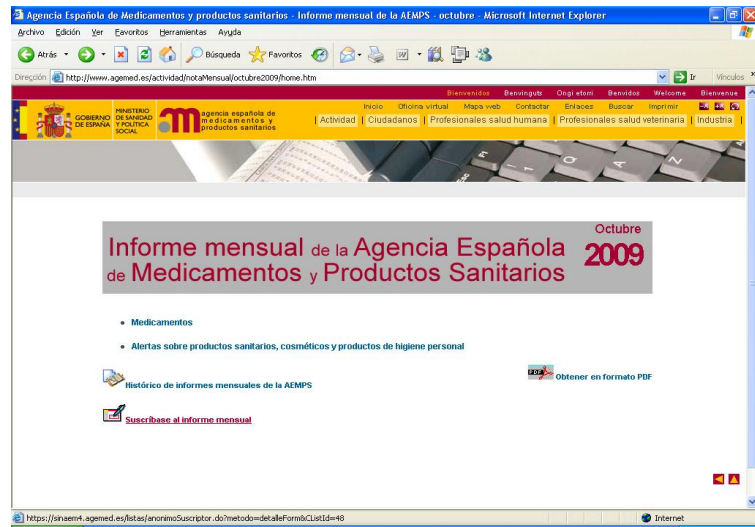 Agencia Española de Medicamentos y productos sanitarios - Informe mensual de la AEMPS - octubre - Microsoft Internet Explorer
Archivo Edición Ver Favoritos Herramientas Ayuda
Atrás Búsqueda Favoritos
Dirección http://www.agemed.es/actividad/notaMensual/octubre2009/home.htm Ir Vínculos
Bienvenidos Benvinguts Ongi etorri Benvidos Welcome Bienvenue
Inicio Oficina virtual Mapa web Contactar Enlaces Buscar Imprimir
GOBIERNO DE ESPAÑA
MINISTERIO DE SANIDAD Y POLÍTICA SOCIAL
agencia española de
medicamentos y
productos sanitarios
| Actividad | Ciudadanos | Profesionales salud humana | Profesionales salud veterinaria | Industria |
Octubre
2009
Informe mensual de la Agencia Española
de Medicamentos y Productos Sanitarios
Medicamentos
Alertas sobre productos sanitarios, cosméticos y productos de higiene personal
Histórico de informes mensuales de la AEMPS
PDF Obtener en formato PDF
Suscríbase al informe mensual
https://sinaem4.agemed.es/listas/anonimoSuscriptor.do?metodo=detalleForm&CListId=48 Internet